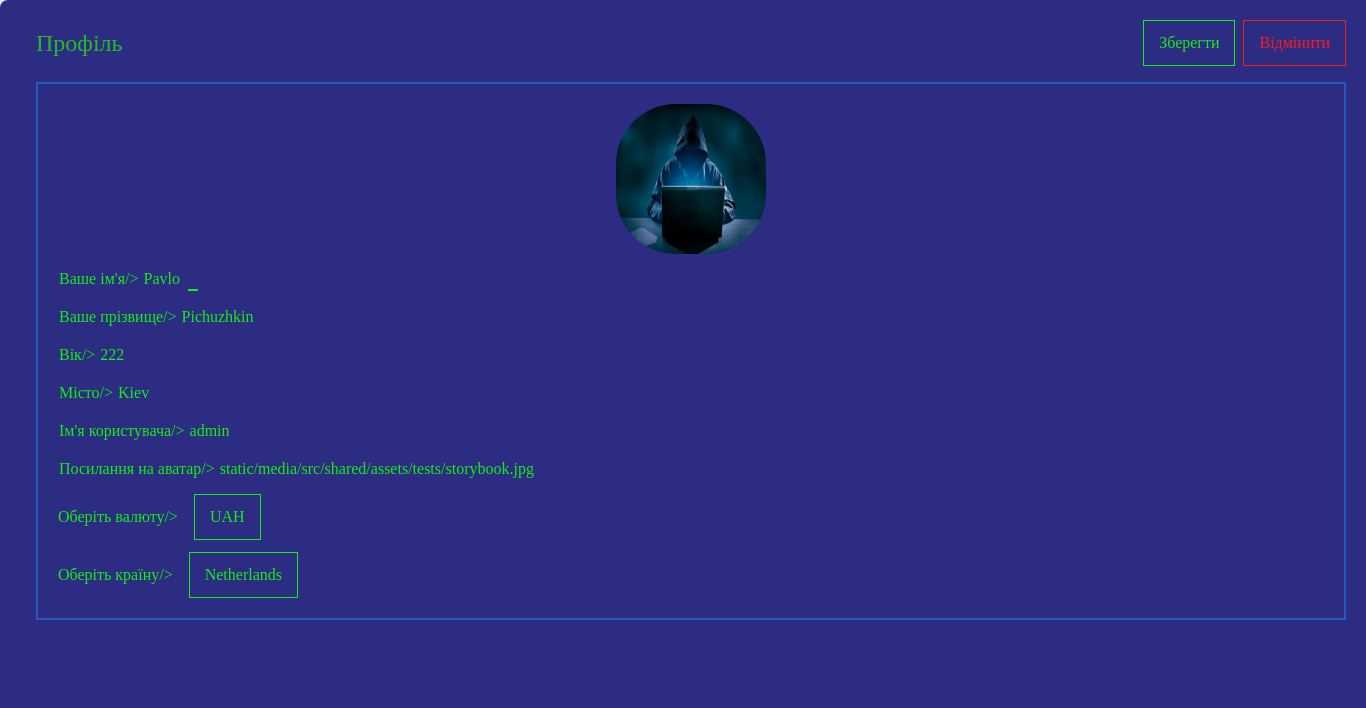 Профіль
Зберегти
Відмінити
Ваше ім'я/> Pavlo _
Ваше прізвище/> Pichuzhkin
Вік/> 222
Місто/> Kiev
Ім'я користувача/> admin
Посилання на аватар/> static/media/src/shared/assets/tests/storybook.jpg
Оберіть валюту/> UAH
Оберіть країну/> Netherlands